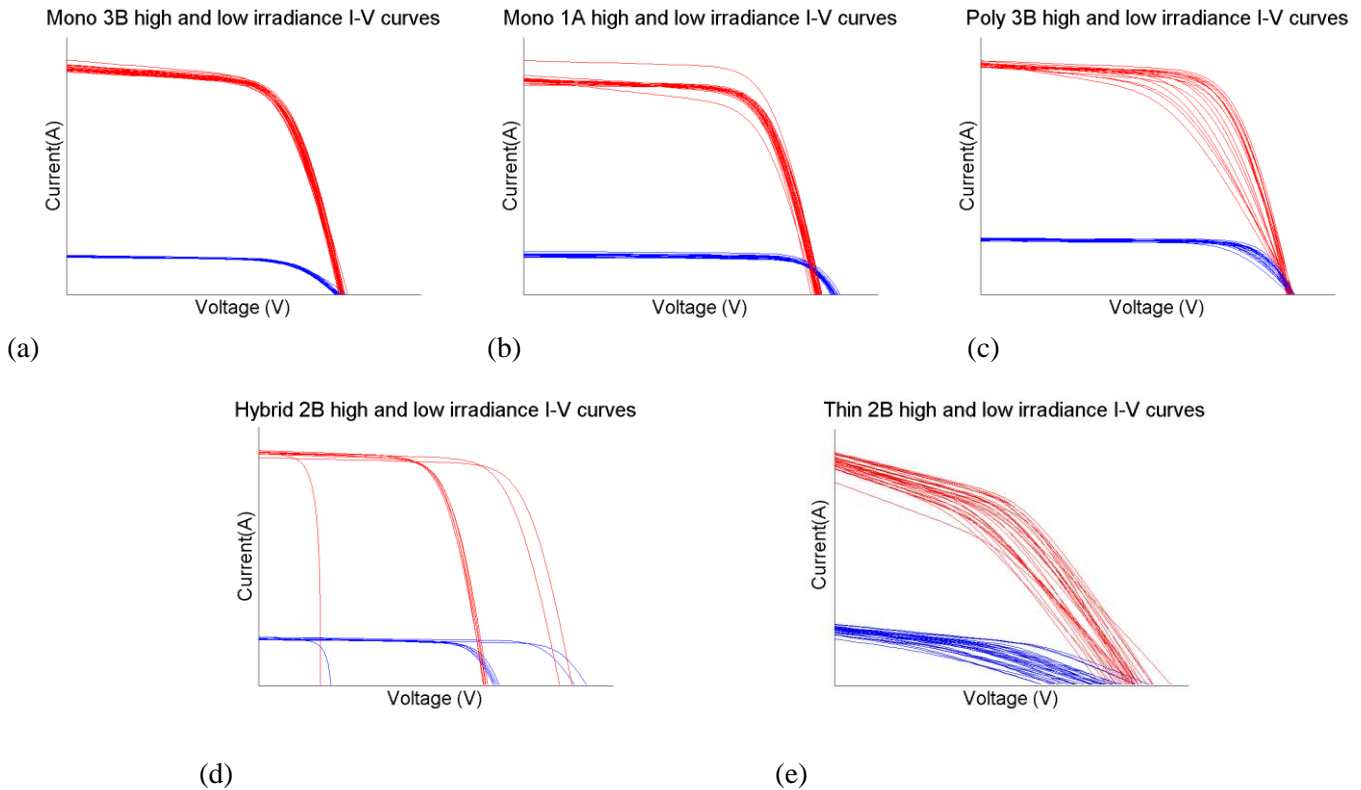 Mono 3B high and low irradiance I-V curves
Current(A)
Voltage (V)
(a)
Mono 1A high and low irradiance I-V curves
Current(A)
Voltage (V)
(b)
Poly 3B high and low irradiance I-V curves
Current(A)
Voltage (V)
(c)
Hybrid 2B high and low irradiance I-V curves
Current(A)
Voltage (V)
(d)
Thin 2B high and low irradiance I-V curves
Current(A)
Voltage (V)
(e)